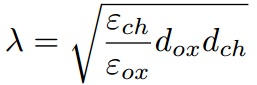 λ = √(ε_ch/ε_ox d_ox d_ch)